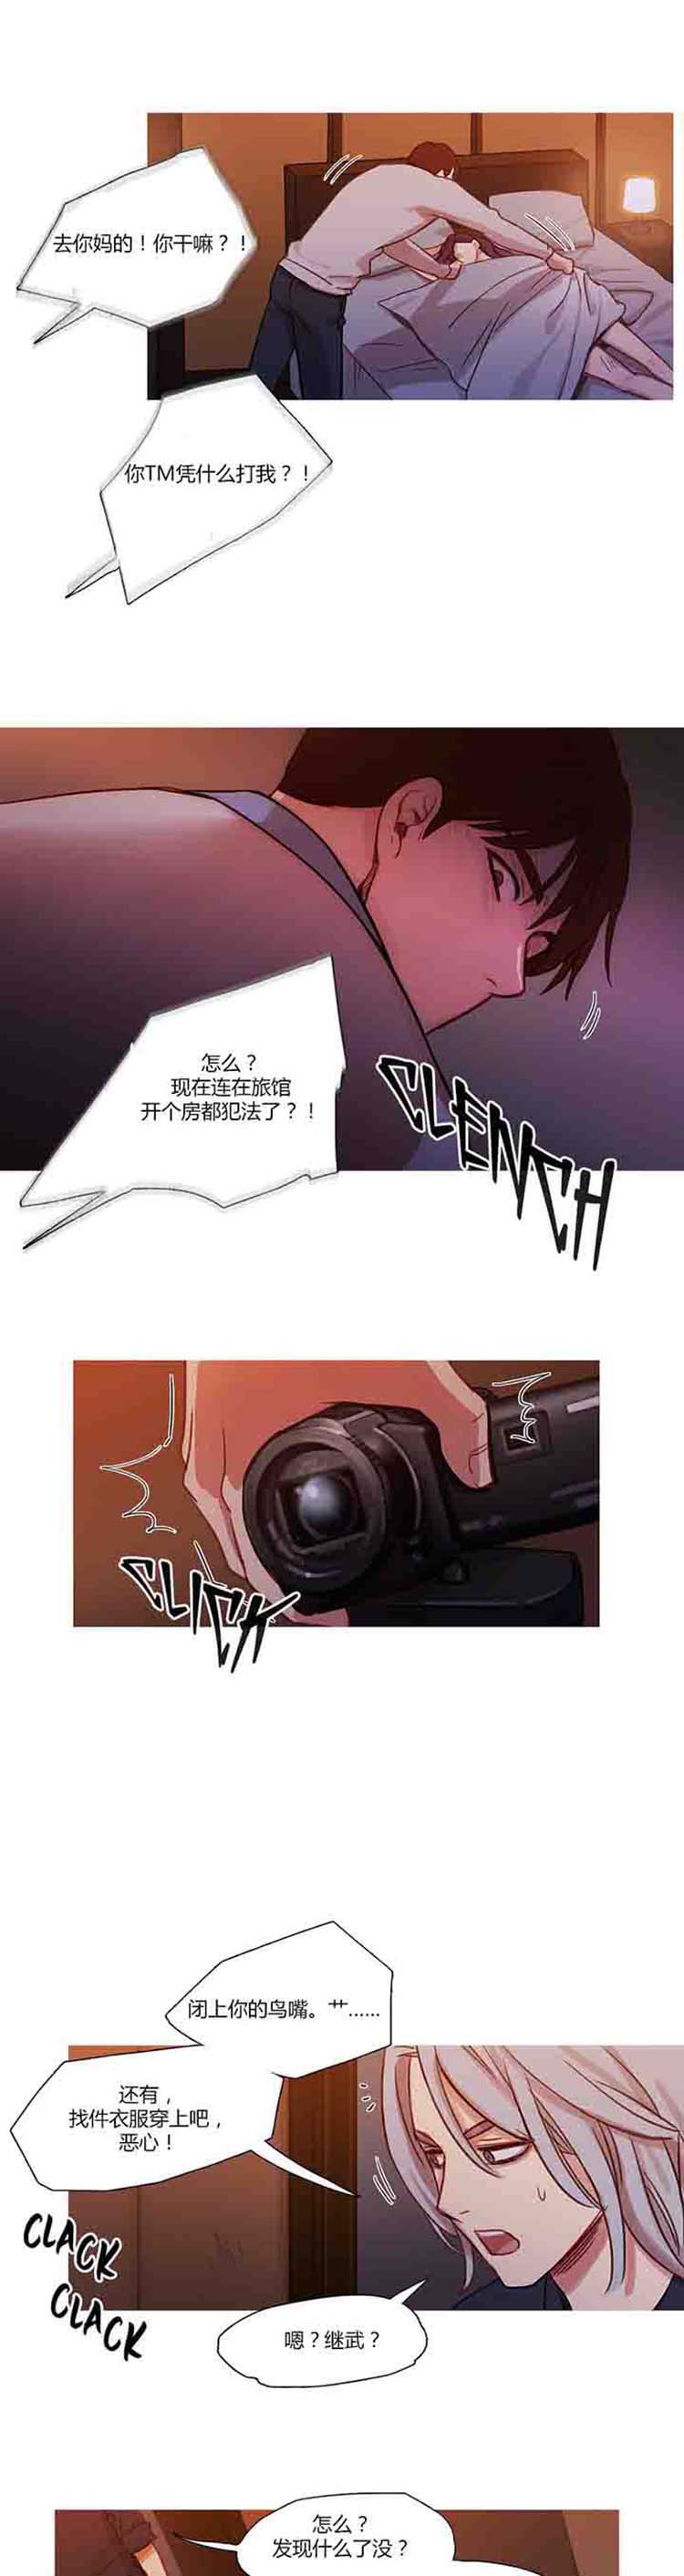 去你妈的！你干嘛？！
你TM凭什么打我？！
怎么？
现在连在旅馆
开个房都犯法了？！
CLENCH
CLICK
闭上你的鸟嘴。艹……
还有，
找件衣服穿上吧，
恶心！
CLACK
CLACK
嗯？继武？
怎么？
发现什么了没？